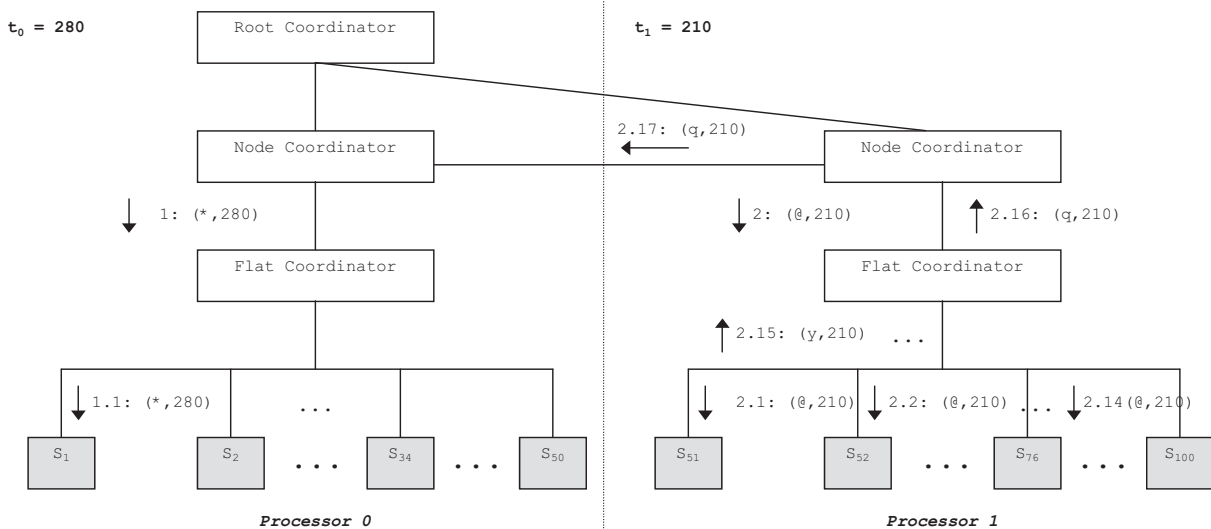 t0 = 280
Root Coordinator
t1 = 210
2.17: (q,210)
Node Coordinator
Node Coordinator
1: (*,280)
2: (@,210)
2.16: (q,210)
Flat Coordinator
Flat Coordinator
2.15: (y,210) ...
1.1: (*,280) ...
2.1: (@,210)
2.2: (@,210) ...
2.14(@,210)
S1
S2
...
S34
...
S50
S51
S52
...
S76
...
S100
Processor 0
Processor 1